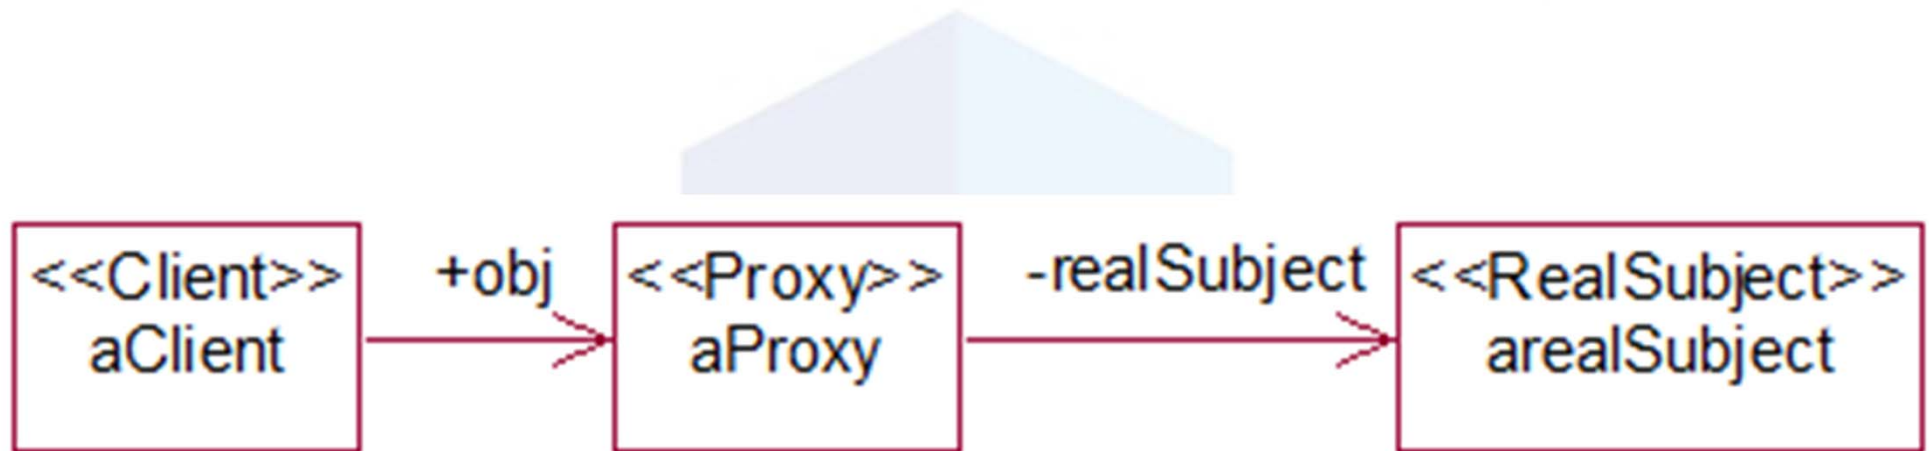 <<Client>>
aClient
+obj
<<Proxy>>
aProxy
-realSubject
<<RealSubject>>
arealSubject